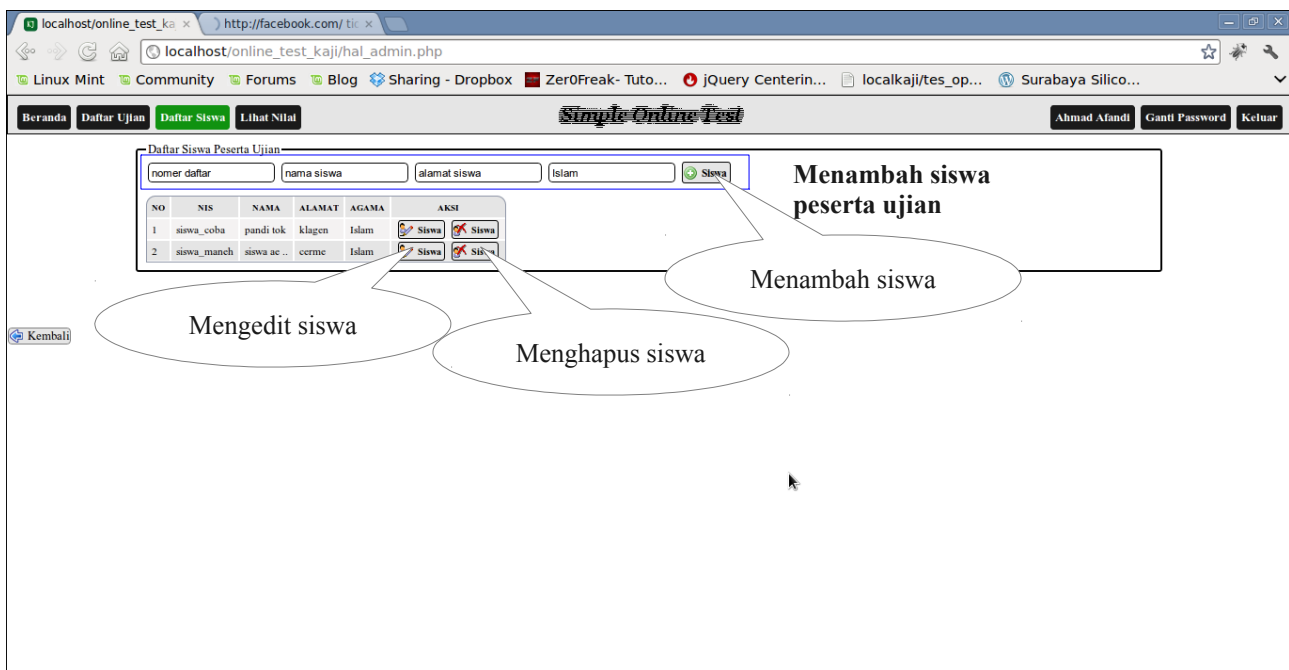 localhost/online_test_ka
http://facebook.com/ tic
localhost/online_test_kaji/hal_admin.php
Linux Mint Community Forums Blog Sharing - Dropbox Zer0Freak- Tuto... jQuery Centerin... localkaji/tes_op... Surabaya Silico...
Beranda Daftar Ujian Daftar Siswa Lihat Nilai Simple Online Test Ahmad Afandi Ganti Password Keluar
Daftar Siswa Peserta Ujian
nomer daftar nama siswa alamat siswa Islam Siswa
Menambah siswa
peserta ujian
NO NIS NAMA ALAMAT AGAMA AKSI
1 siswa_coba pandi tok klagen Islam Siswa Siswa
2 siswa_maneh siswa ae .. cerme Islam Siswa Siswa
Menambah siswa
Mengedit siswa
Menghapus siswa
Kembali